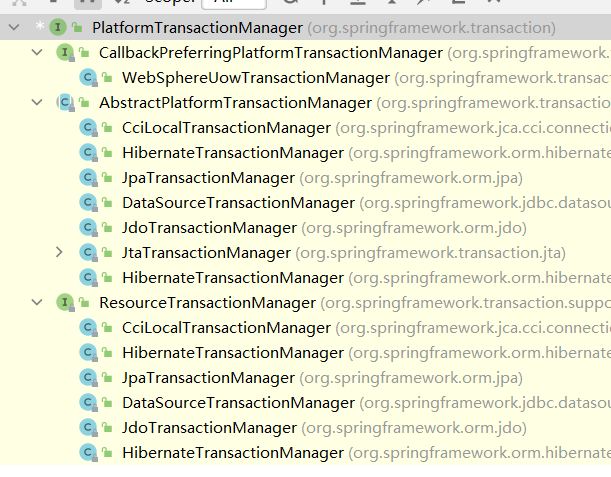 PlatformTransactionManager (org.springframework.transaction)
CallbackPreferringPlatformTransactionManager (org.springframework.
WebSphereUowTransactionManager (org.springframework.transac
AbstractPlatformTransactionManager (org.springframework.transactio
CciLocalTransactionManager (org.springframework.jca.cci.connecti
HibernateTransactionManager (org.springframework.orm.hibernate
JpaTransactionManager (org.springframework.orm.jpa)
DataSourceTransactionManager (org.springframework.jdbc.datasou
JdoTransactionManager (org.springframework.orm.jdo)
JtaTransactionManager (org.springframework.transaction.jta)
HibernateTransactionManager (org.springframework.orm.hibernate
ResourceTransactionManager (org.springframework.transaction.suppo
CciLocalTransactionManager (org.springframework.jca.cci.connecti
HibernateTransactionManager (org.springframework.orm.hibernate
JpaTransactionManager (org.springframework.orm.jpa)
DataSourceTransactionManager (org.springframework.jdbc.datasou
JdoTransactionManager (org.springframework.orm.jdo)
HibernateTransactionManager (org.springframework.orm.hibernate